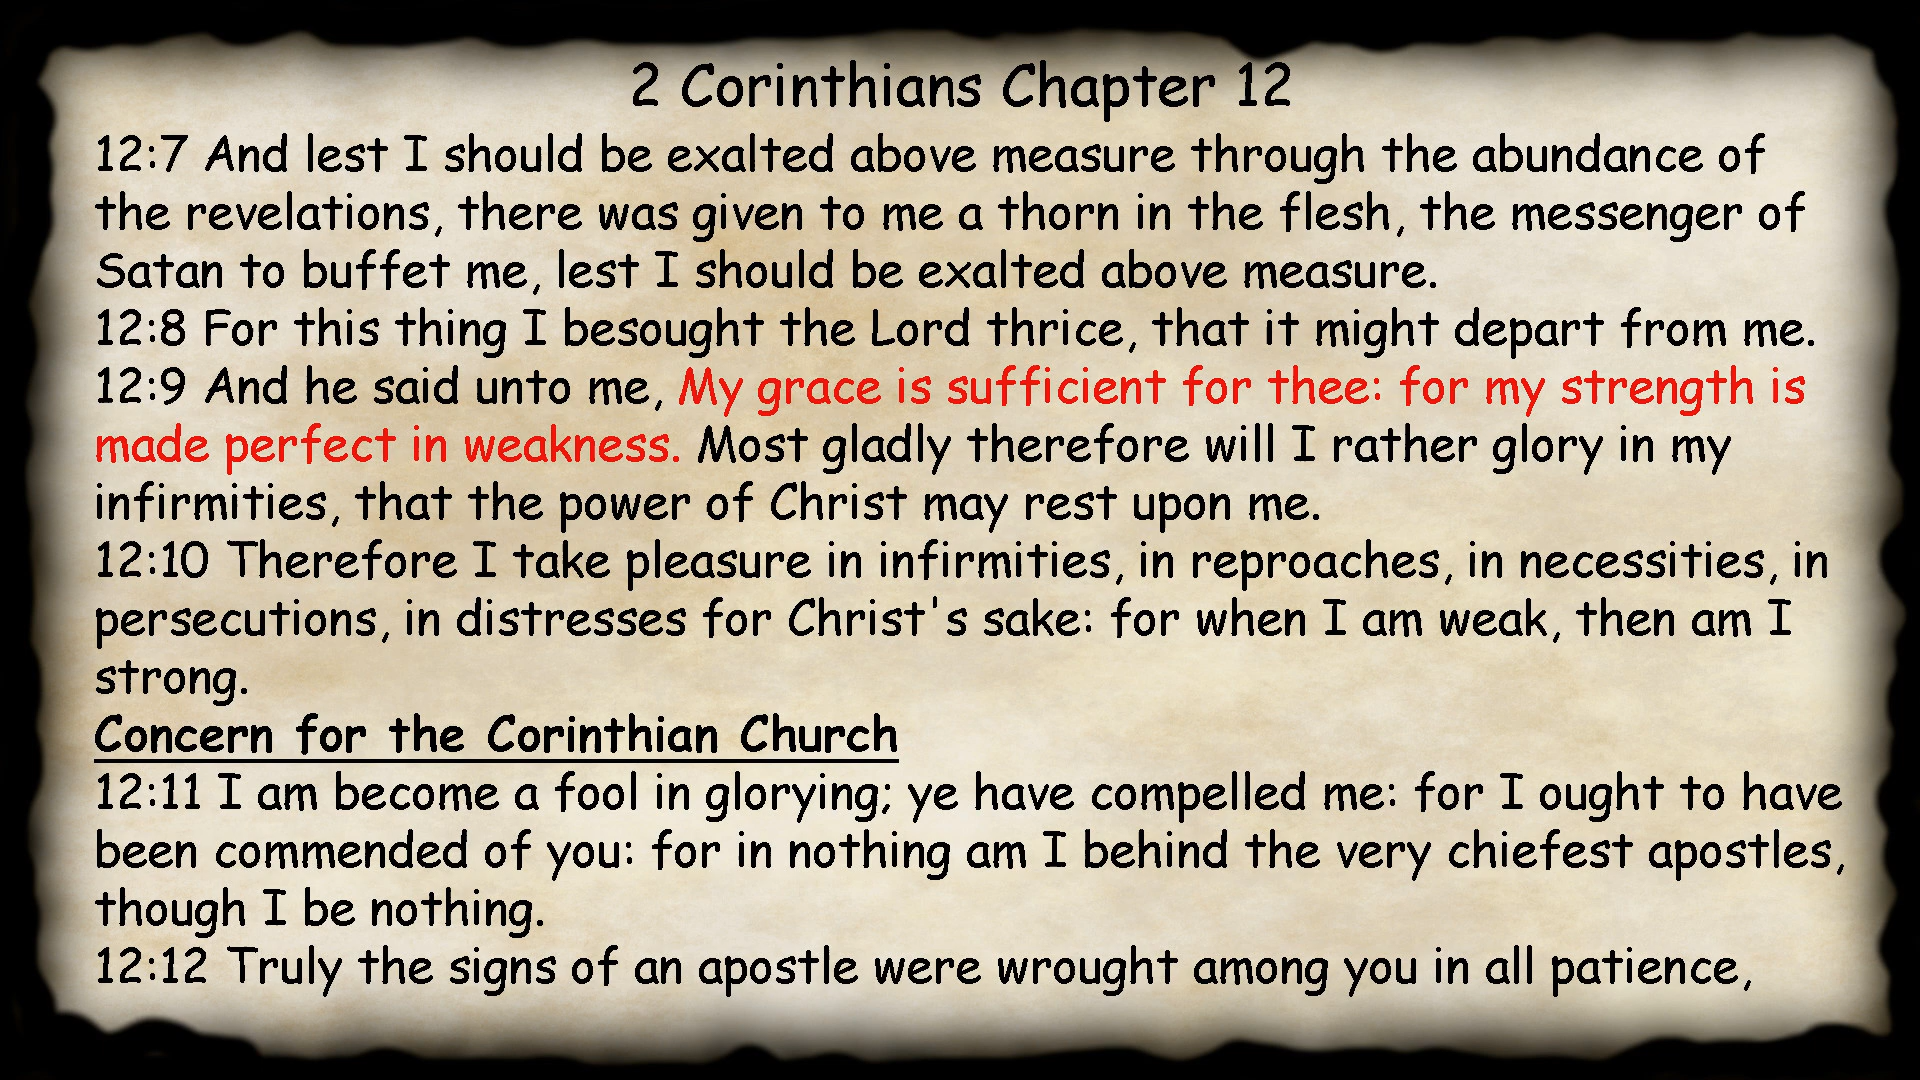 2 Corinthians Chapter 12
12:7 And lest I should be exalted above measure through the abundance of
the revelations, there was given to me a thorn in the flesh, the messenger of
Satan to buffet me, lest I should be exalted above measure.
12:8 For this thing I besought the Lord thrice, that it might depart from me.
12:9 And he said unto me, My grace is sufficient for thee: for my strength is
made perfect in weakness. Most gladly therefore will I rather glory in my
infirmities, that the power of Christ may rest upon me.
12:10 Therefore I take pleasure in infirmities, in reproaches, in necessities, in
persecutions, in distresses for Christ's sake: for when I am weak, then am I
strong.
Concern for the Corinthian Church
12:11 I am become a fool in glorying; ye have compelled me: for I ought to have
been commended of you: for in nothing am I behind the very chiefest apostles,
though I be nothing.
12:12 Truly the signs of an apostle were wrought among you in all patience,